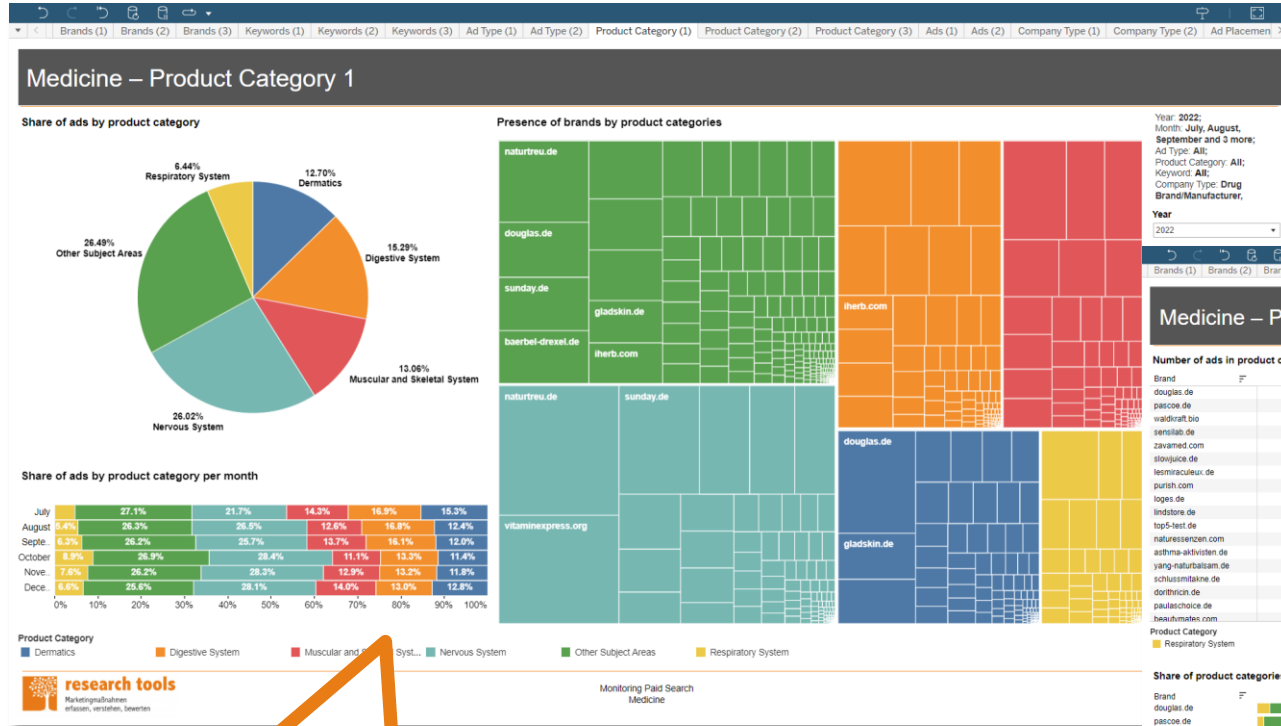 Brands (1) Brands (2) Brands (3) Keywords (1) Keywords (2) Keywords (3) Ad Type (1) Ad Type (2) Product Category (1) Product Category (2) Product Category (3) Ads (1) Ads (2) Company Type (1) Company Type (2) Ad Placemen
Medicine – Product Category 1
Share of ads by product category
6.44%
Respiratory System
12.70%
Dermatics
15.29%
Digestive System
13.06%
Muscular and Skeletal System
26.02%
Nervous System
26.49%
Other Subject Areas
Share of ads by product category per month
July 27.1% 21.7% 14.3% 16.9% 15.3%
August 5.4% 26.3% 26.5% 12.6% 16.8% 12.4%
Septe.. 6.3% 26.2% 25.7% 13.7% 16.1% 12.0%
October 8.9% 26.9% 28.4% 11.1% 13.3% 11.4%
Nove.. 7.6% 26.2% 28.3% 12.9% 13.2% 11.8%
Dece.. 6.6% 25.6% 28.1% 14.0% 13.0% 12.8%
0% 10% 20% 30% 40% 50% 60% 70% 80% 90% 100%
Presence of brands by product categories
naturtreu.de
douglas.de
sunday.de
baerbel-drexel.de
gladskin.de
iherb.com
iherb.com
naturtreu.de
sunday.de
vitaminexpress.org
douglas.de
gladskin.de
Product Category
Dermatics
Digestive System
Muscular and Syst...
Nervous System
Other Subject Areas
Respiratory System
research tools
Marketingmaßnahmen
erfassen, verstehen, bewerten
Monitoring Paid Search
Medicine
Year: 2022;
Month: July, August,
September and 3 more;
Ad Type: All;
Product Category: All;
Keyword: All;
Company Type: Drug
Brand/Manufacturer,
Year
2022
Brands (1) Brands (2) Bran
Medicine – P
Number of ads in product c
Brand
douglas.de
pascoe.de
waldkraft.bio
sensilab.de
zavamed.com
slowjuice.de
lesmiraculeux.de
purish.com
loges.de
lindstore.de
top5-test.de
naturessenzen.com
asthma-aktivisten.de
yang-naturbalsam.de
schlussmitakne.de
dorithricin.de
paulaschoice.de
beautymates.com
Product Category
Respiratory System
Share of product categories
Brand
douglas.de
pascoe.de